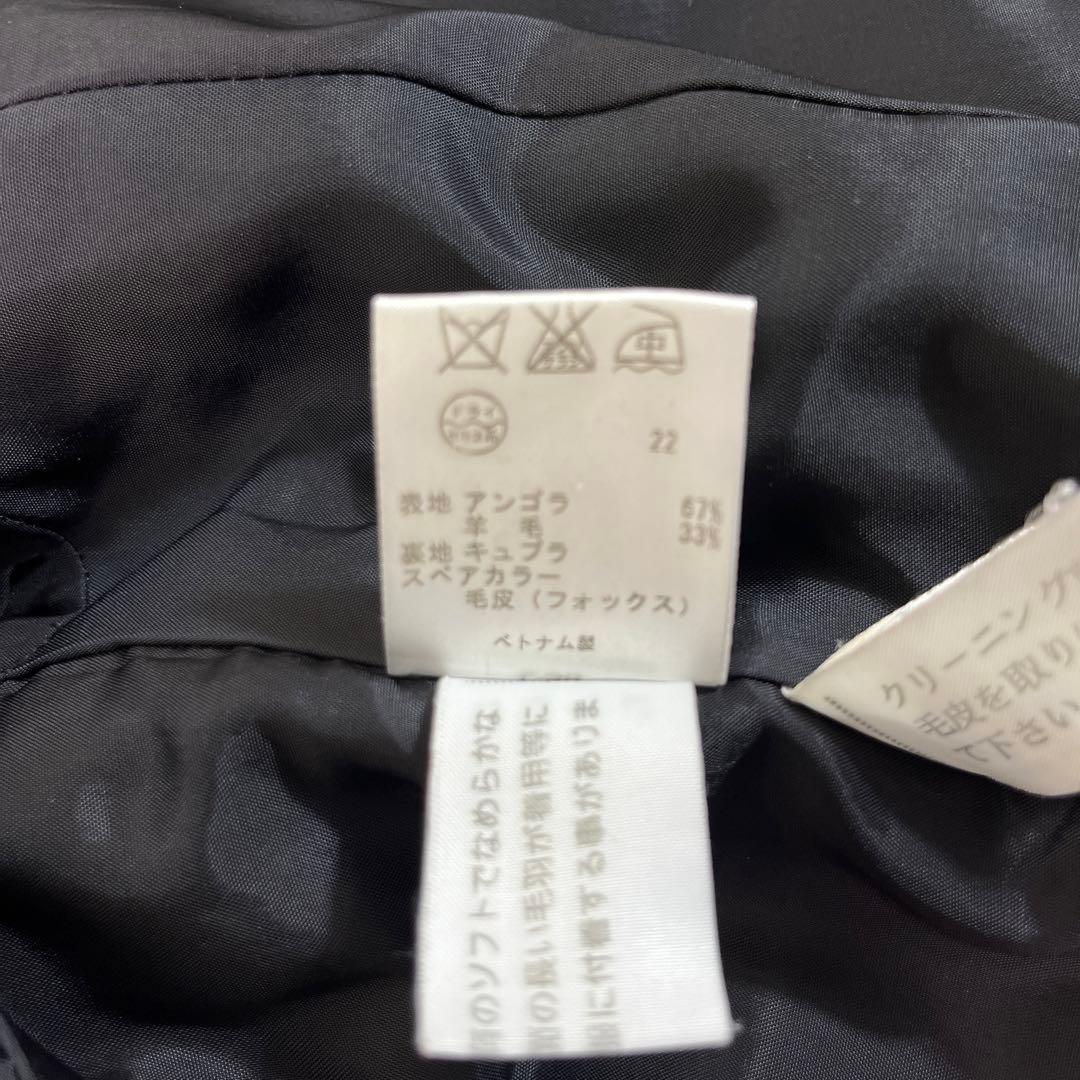 中
ドライ
22
表地 アンゴラ 67%
羊 毛 33%
裏地 キュプラ
スペアカラー
毛皮 (フォックス)
ベトナム製
のソフトでなめらかな
の長い毛羽が着用等に
に付着する事がありま
クリーニング
毛皮を取り
で下さい